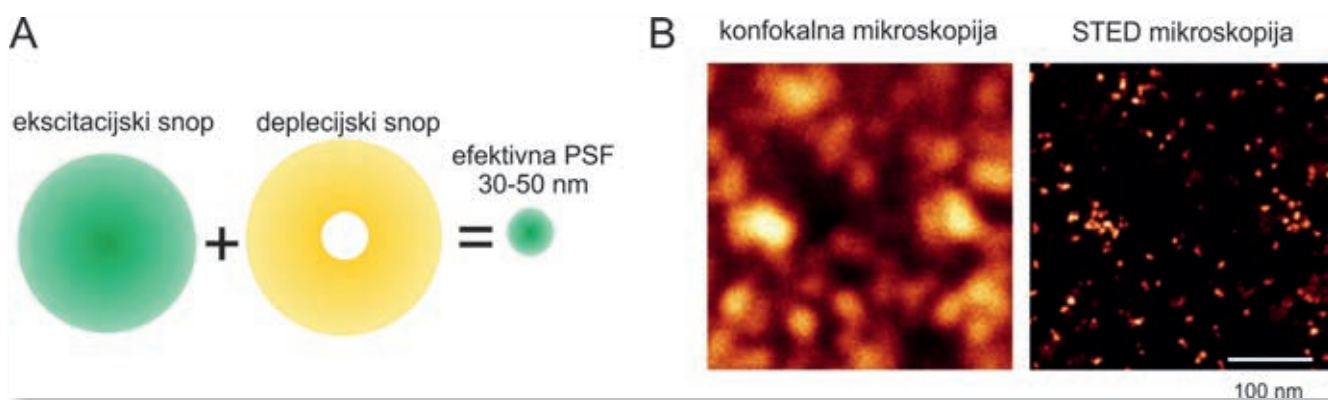 A
ekscitacijski snop
deplecijski snop
efektivna PSF
30-50 nm
+
=
B
konfokalna mikroskopija
STED mikroskopija
100 nm